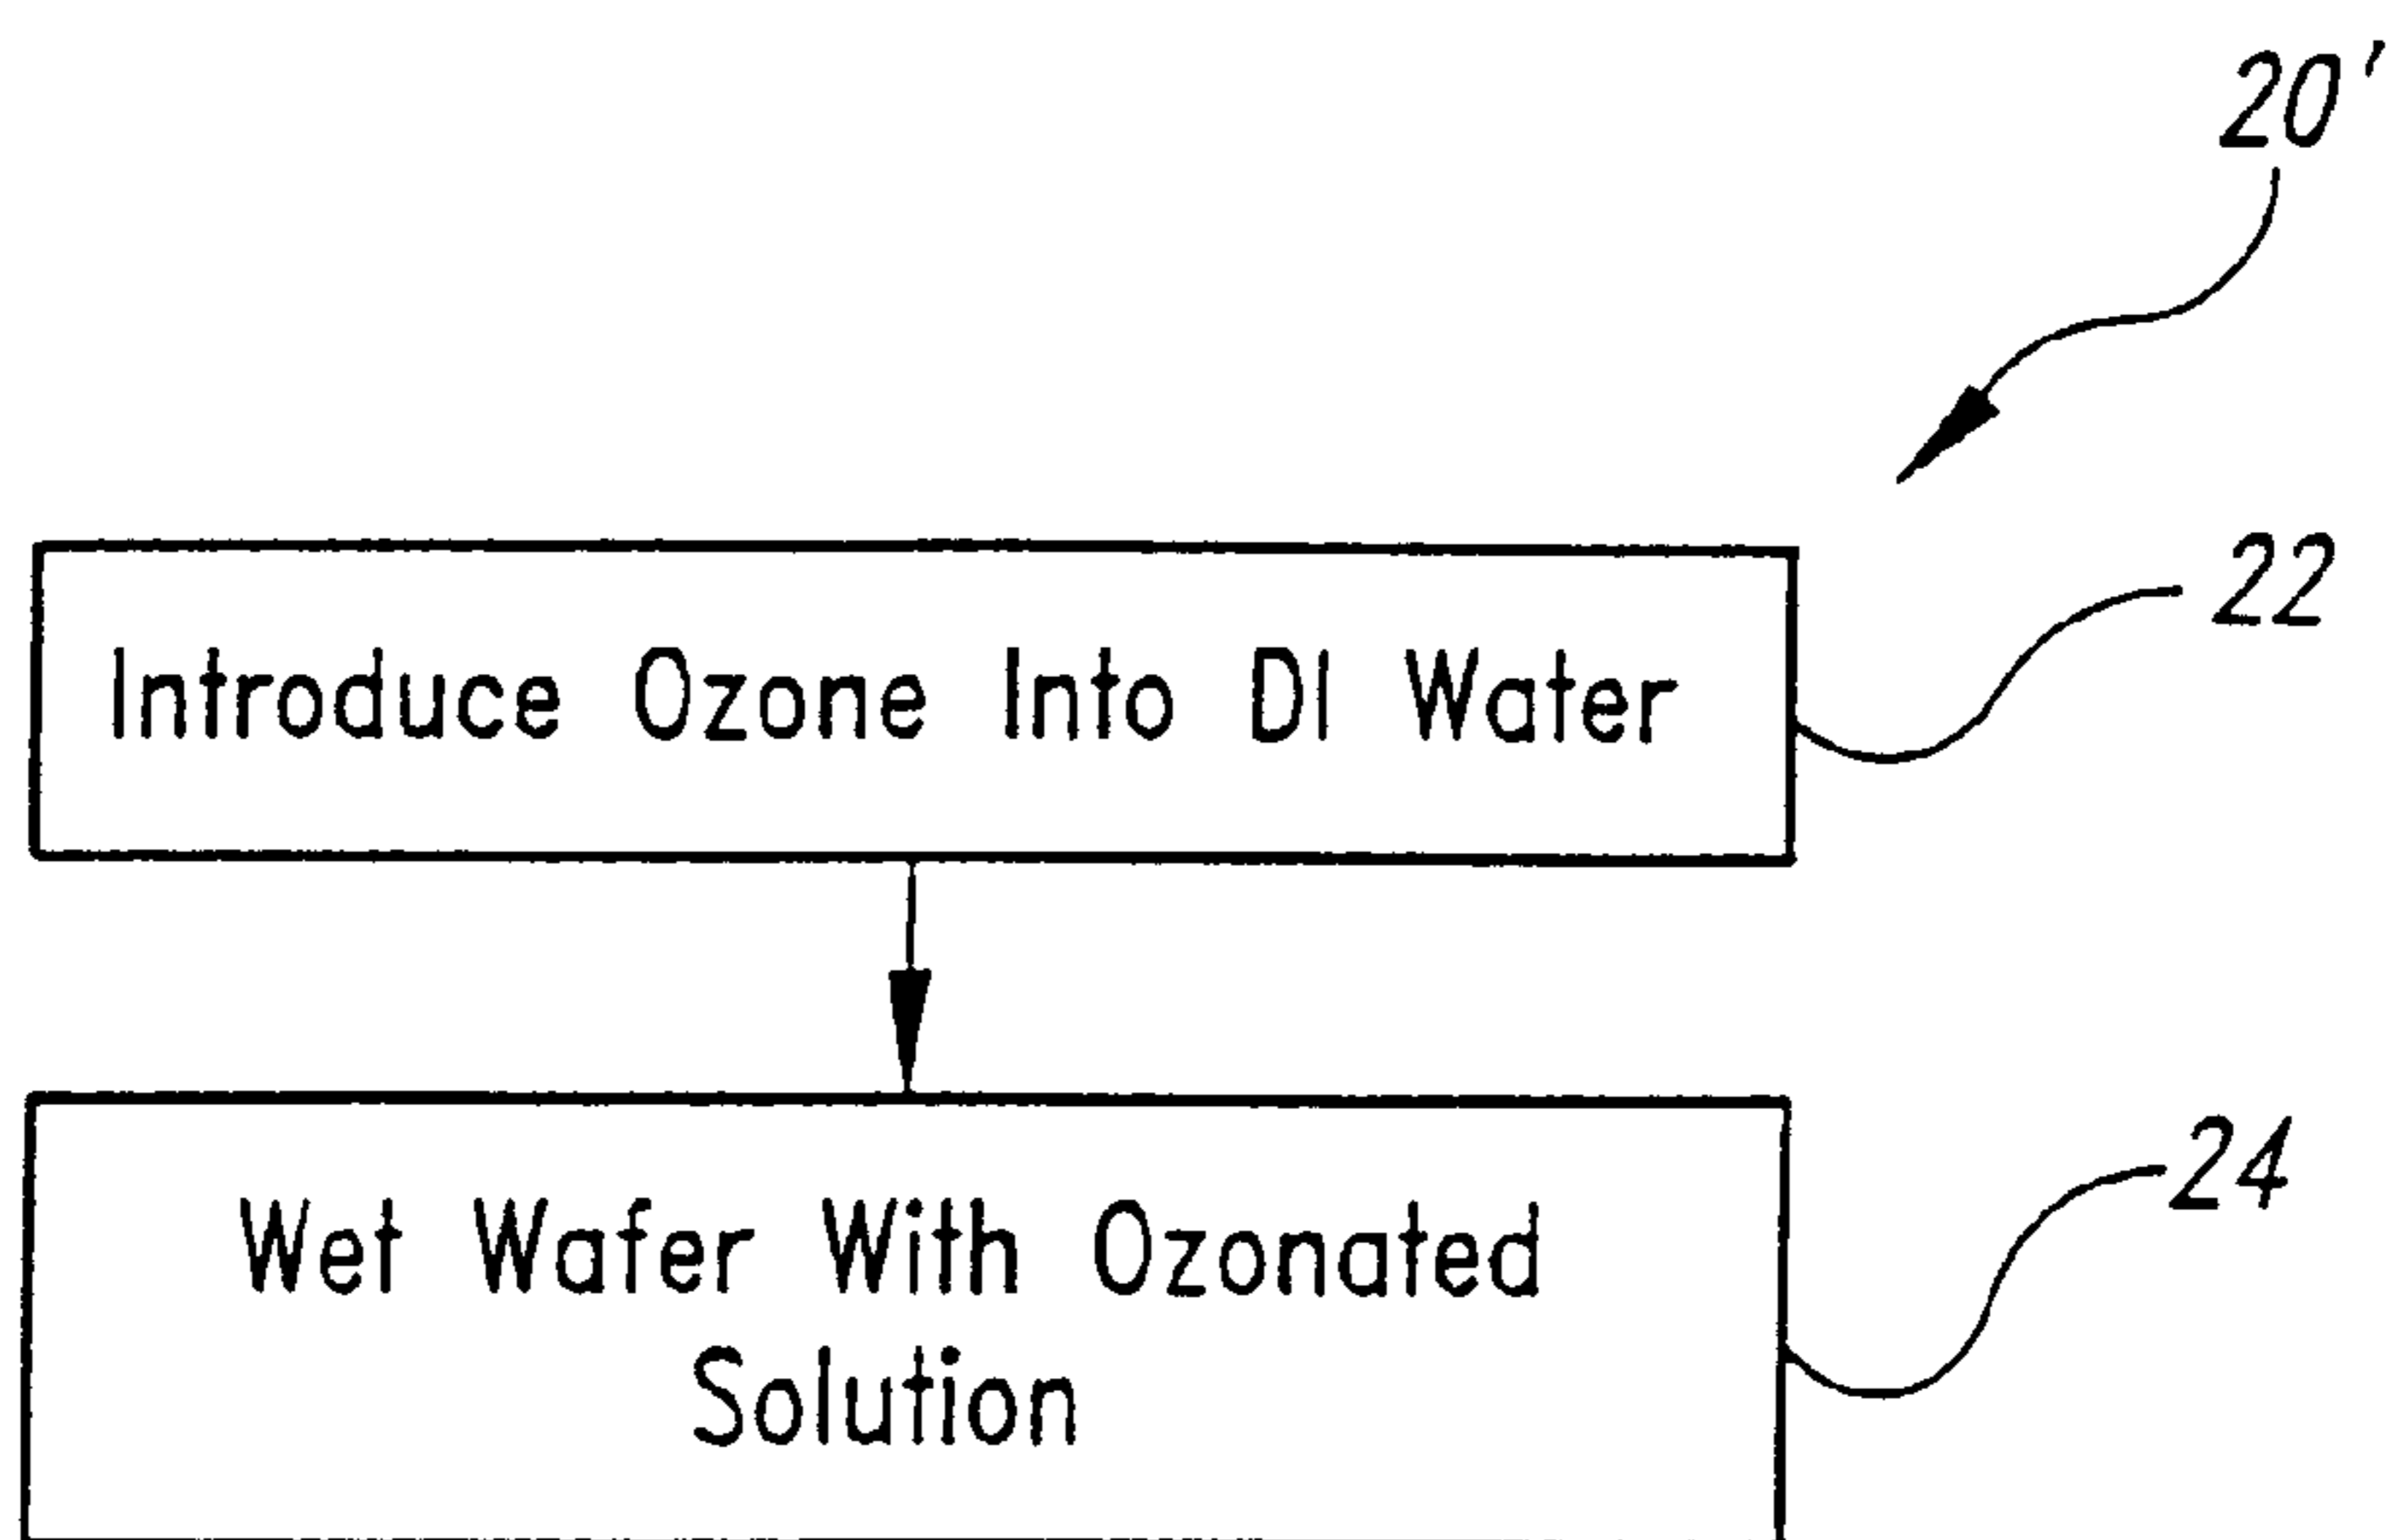 20'
22
Introduce Ozone Into DI Water
24
Wet Wafer With Ozonated
Solution